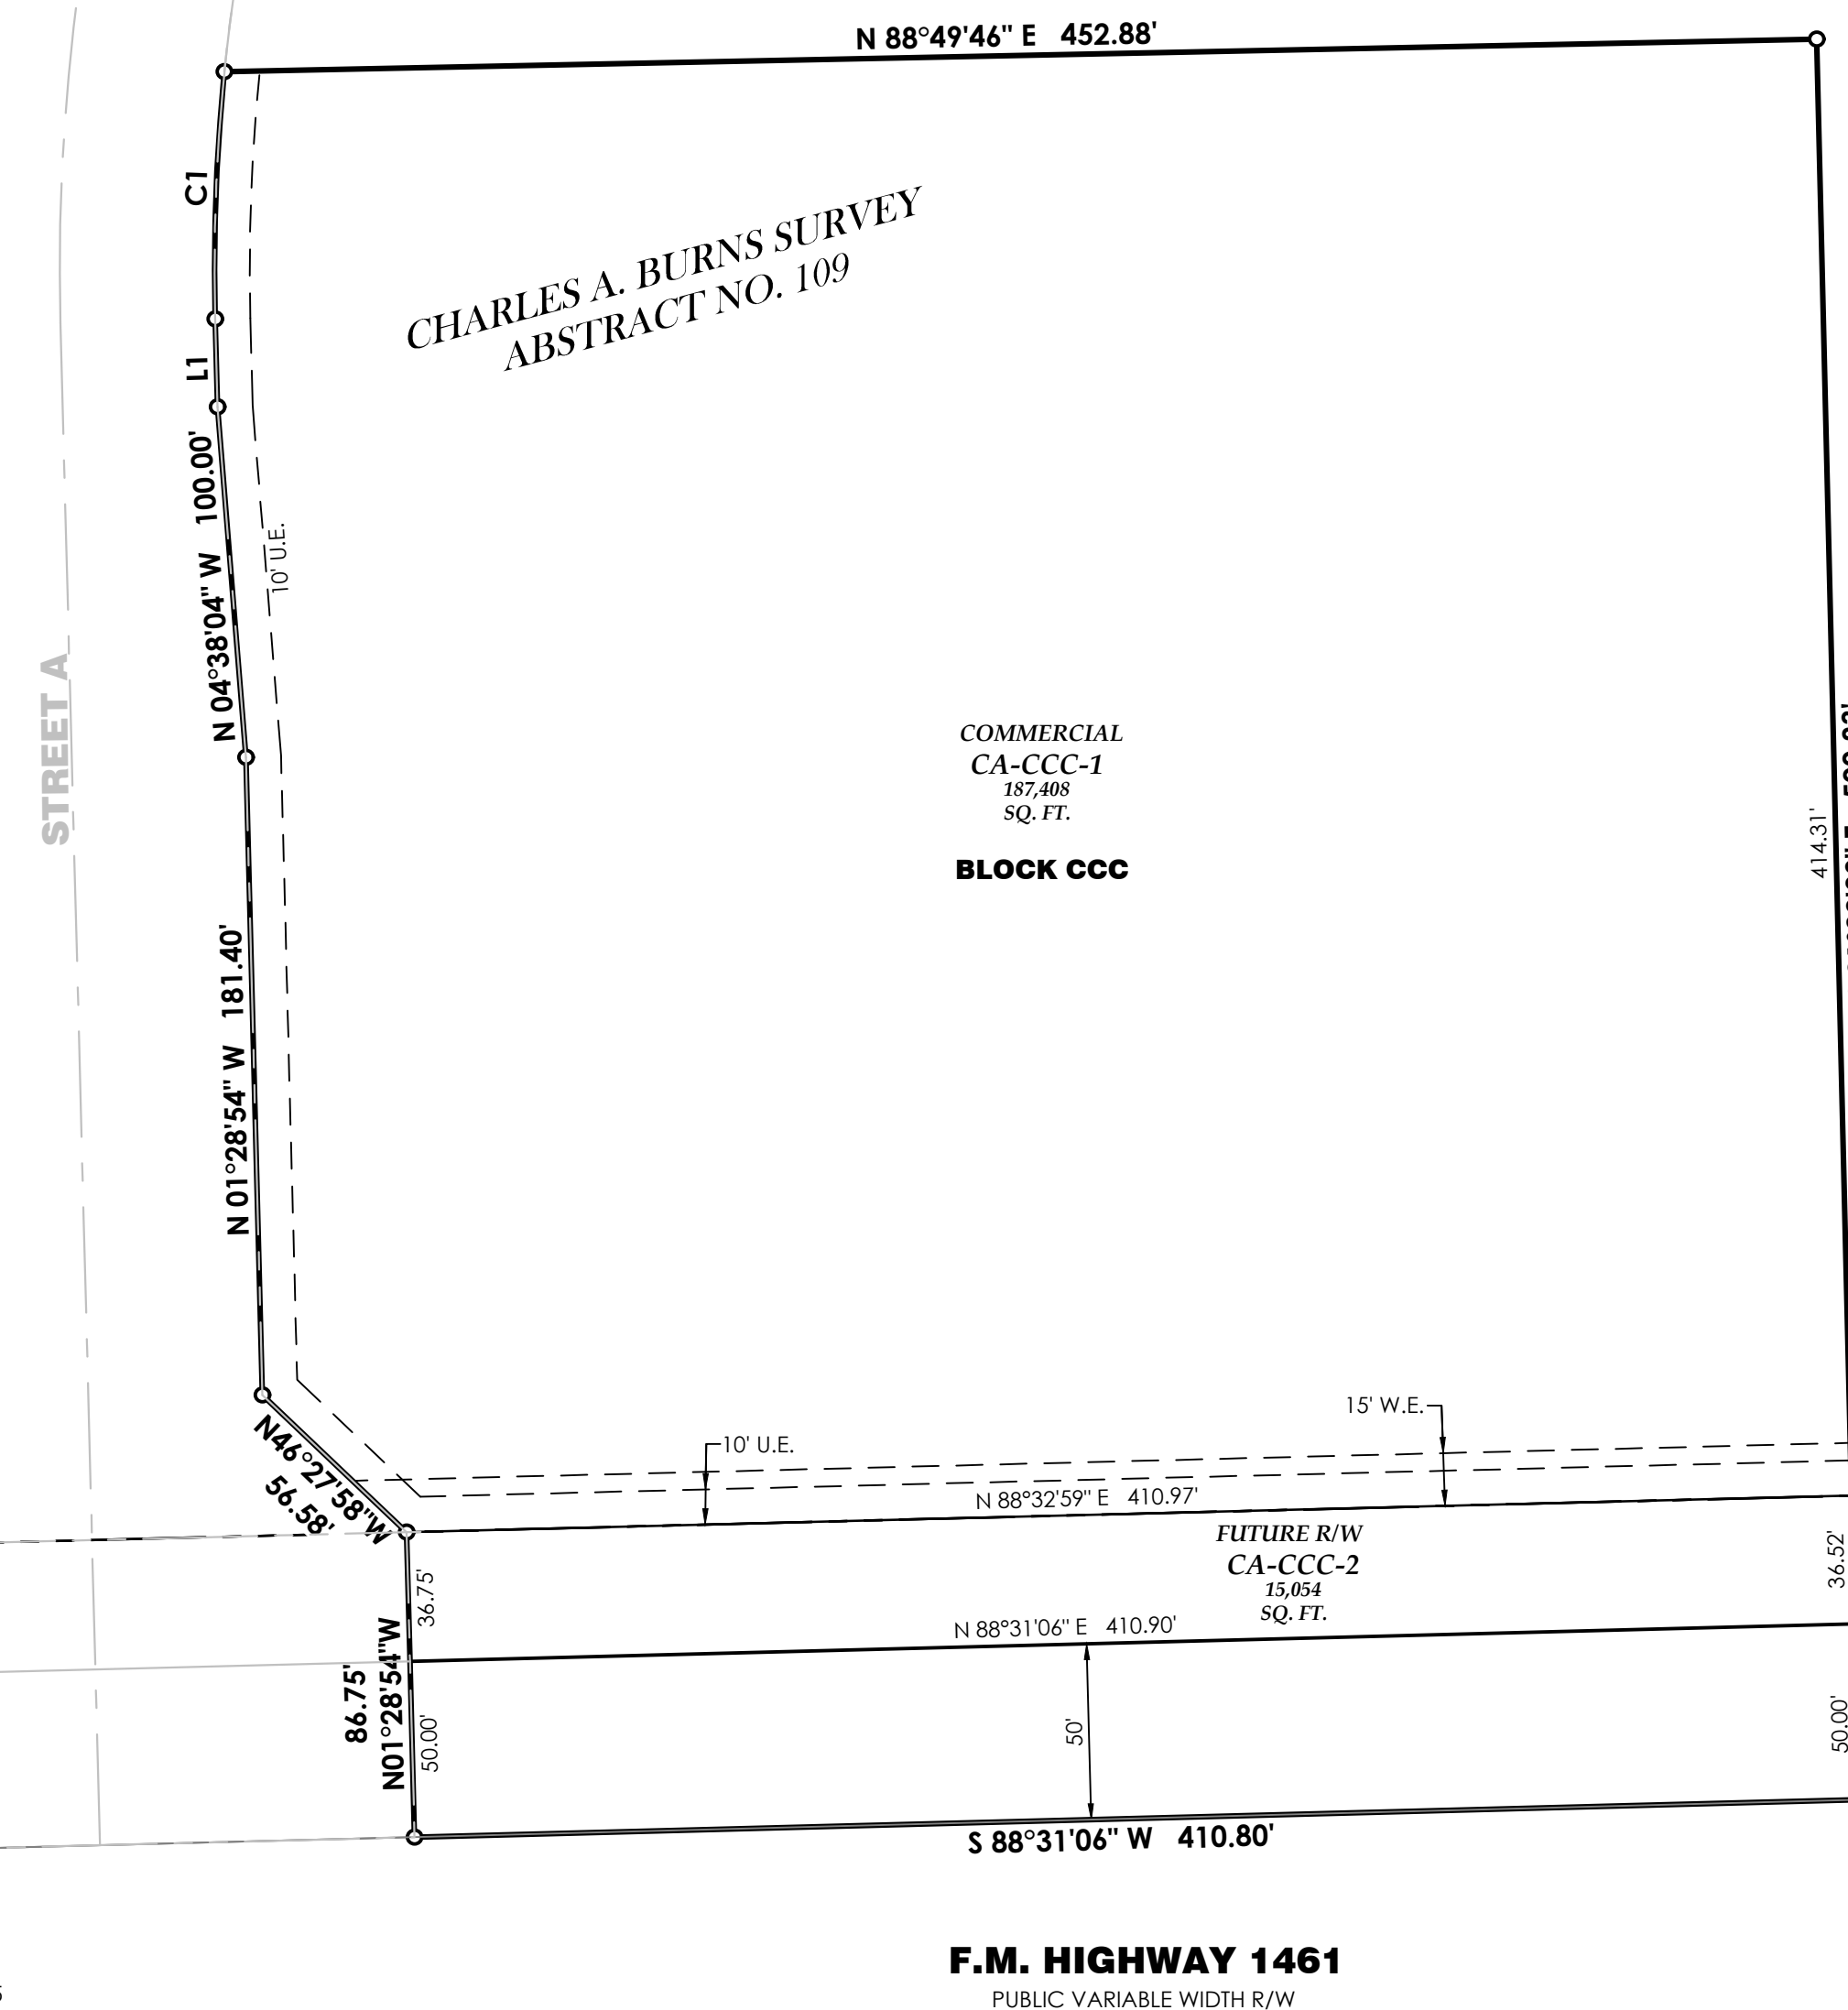 N 88°49'46" E 452.88'
C1
CHARLES A. BURNS SURVEY
ABSTRACT NO. 109
L1
N 04°38'04" W 100.00'
10' U.E.
STREET A
COMMERCIAL
CA-CCC-1
187,408
SQ. FT.
BLOCK CCC
414.31'
N 01°28'54" W 181.40'
N46°27'58"W
56.58'
10' U.E.
15' W.E.
N 88°32'59" E 410.97'
FUTURE R/W
CA-CCC-2
15,054
SQ. FT.
36.75'
36.52'
N 88°31'06" E 410.90'
86.75'
N01°28'54"W
50.00'
50'
50.00'
S 88°31'06" W 410.80'
F.M. HIGHWAY 1461
PUBLIC VARIABLE WIDTH R/W